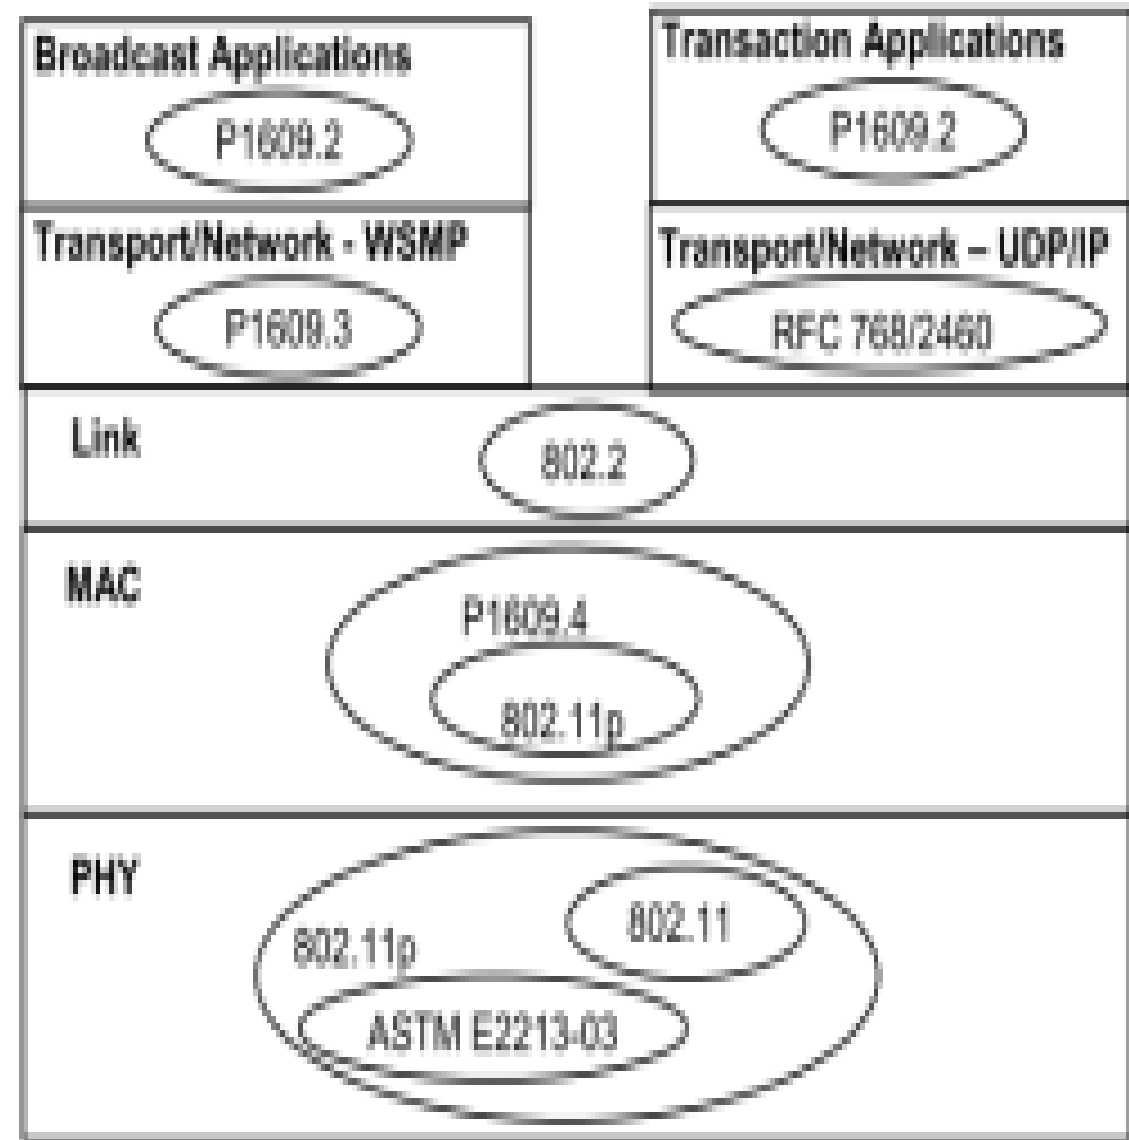 Broadcast Applications
P1609.2
Transport/Network - WSMP
P1609.3
Transaction Applications
P1609.2
Transport/Network – UDP/IP
RFC 768/2460
Link
802.2
MAC
P1609.4
802.11p
PHY
802.11
802.11p
ASTM E2213-03